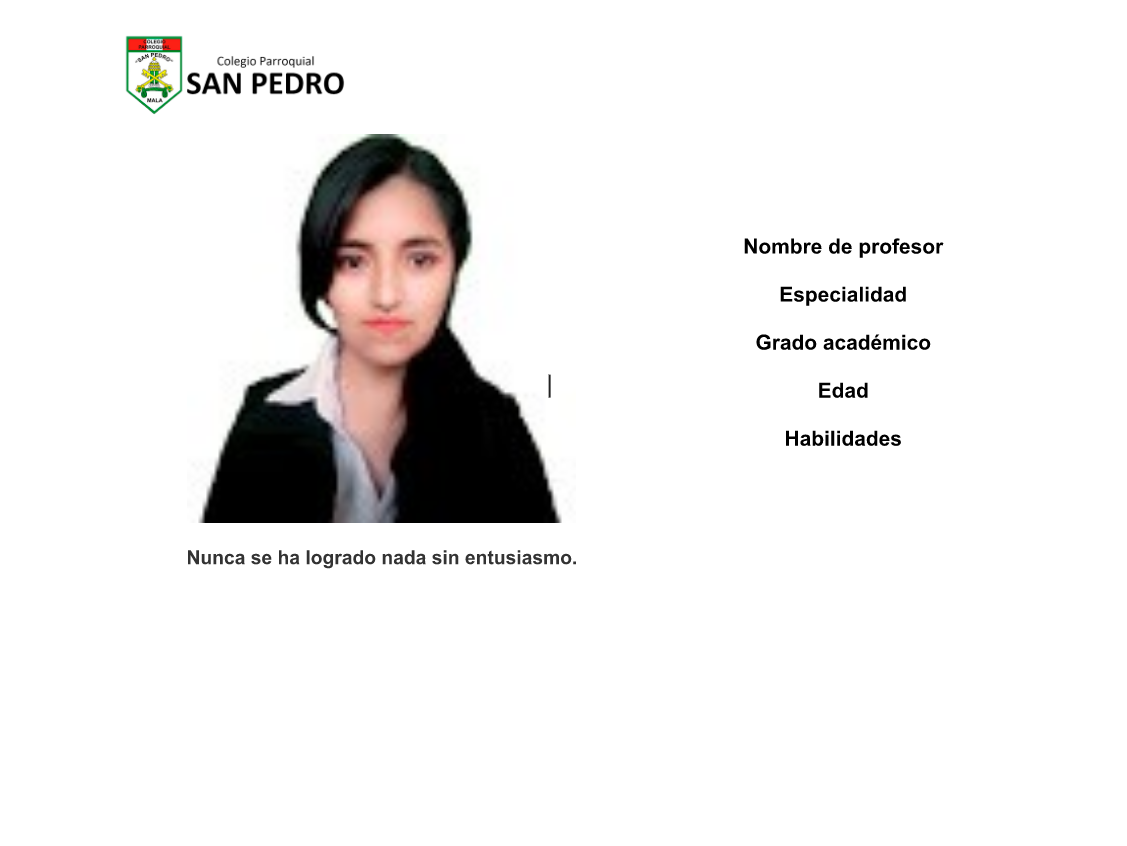 COLEGIO
PARROQUIAL
"SAN PEDRO"
MALA
Colegio Parroquial
SAN PEDRO
Nombre de profesor
Especialidad
Grado académico
Edad
Habilidades
Nunca se ha logrado nada sin entusiasmo.